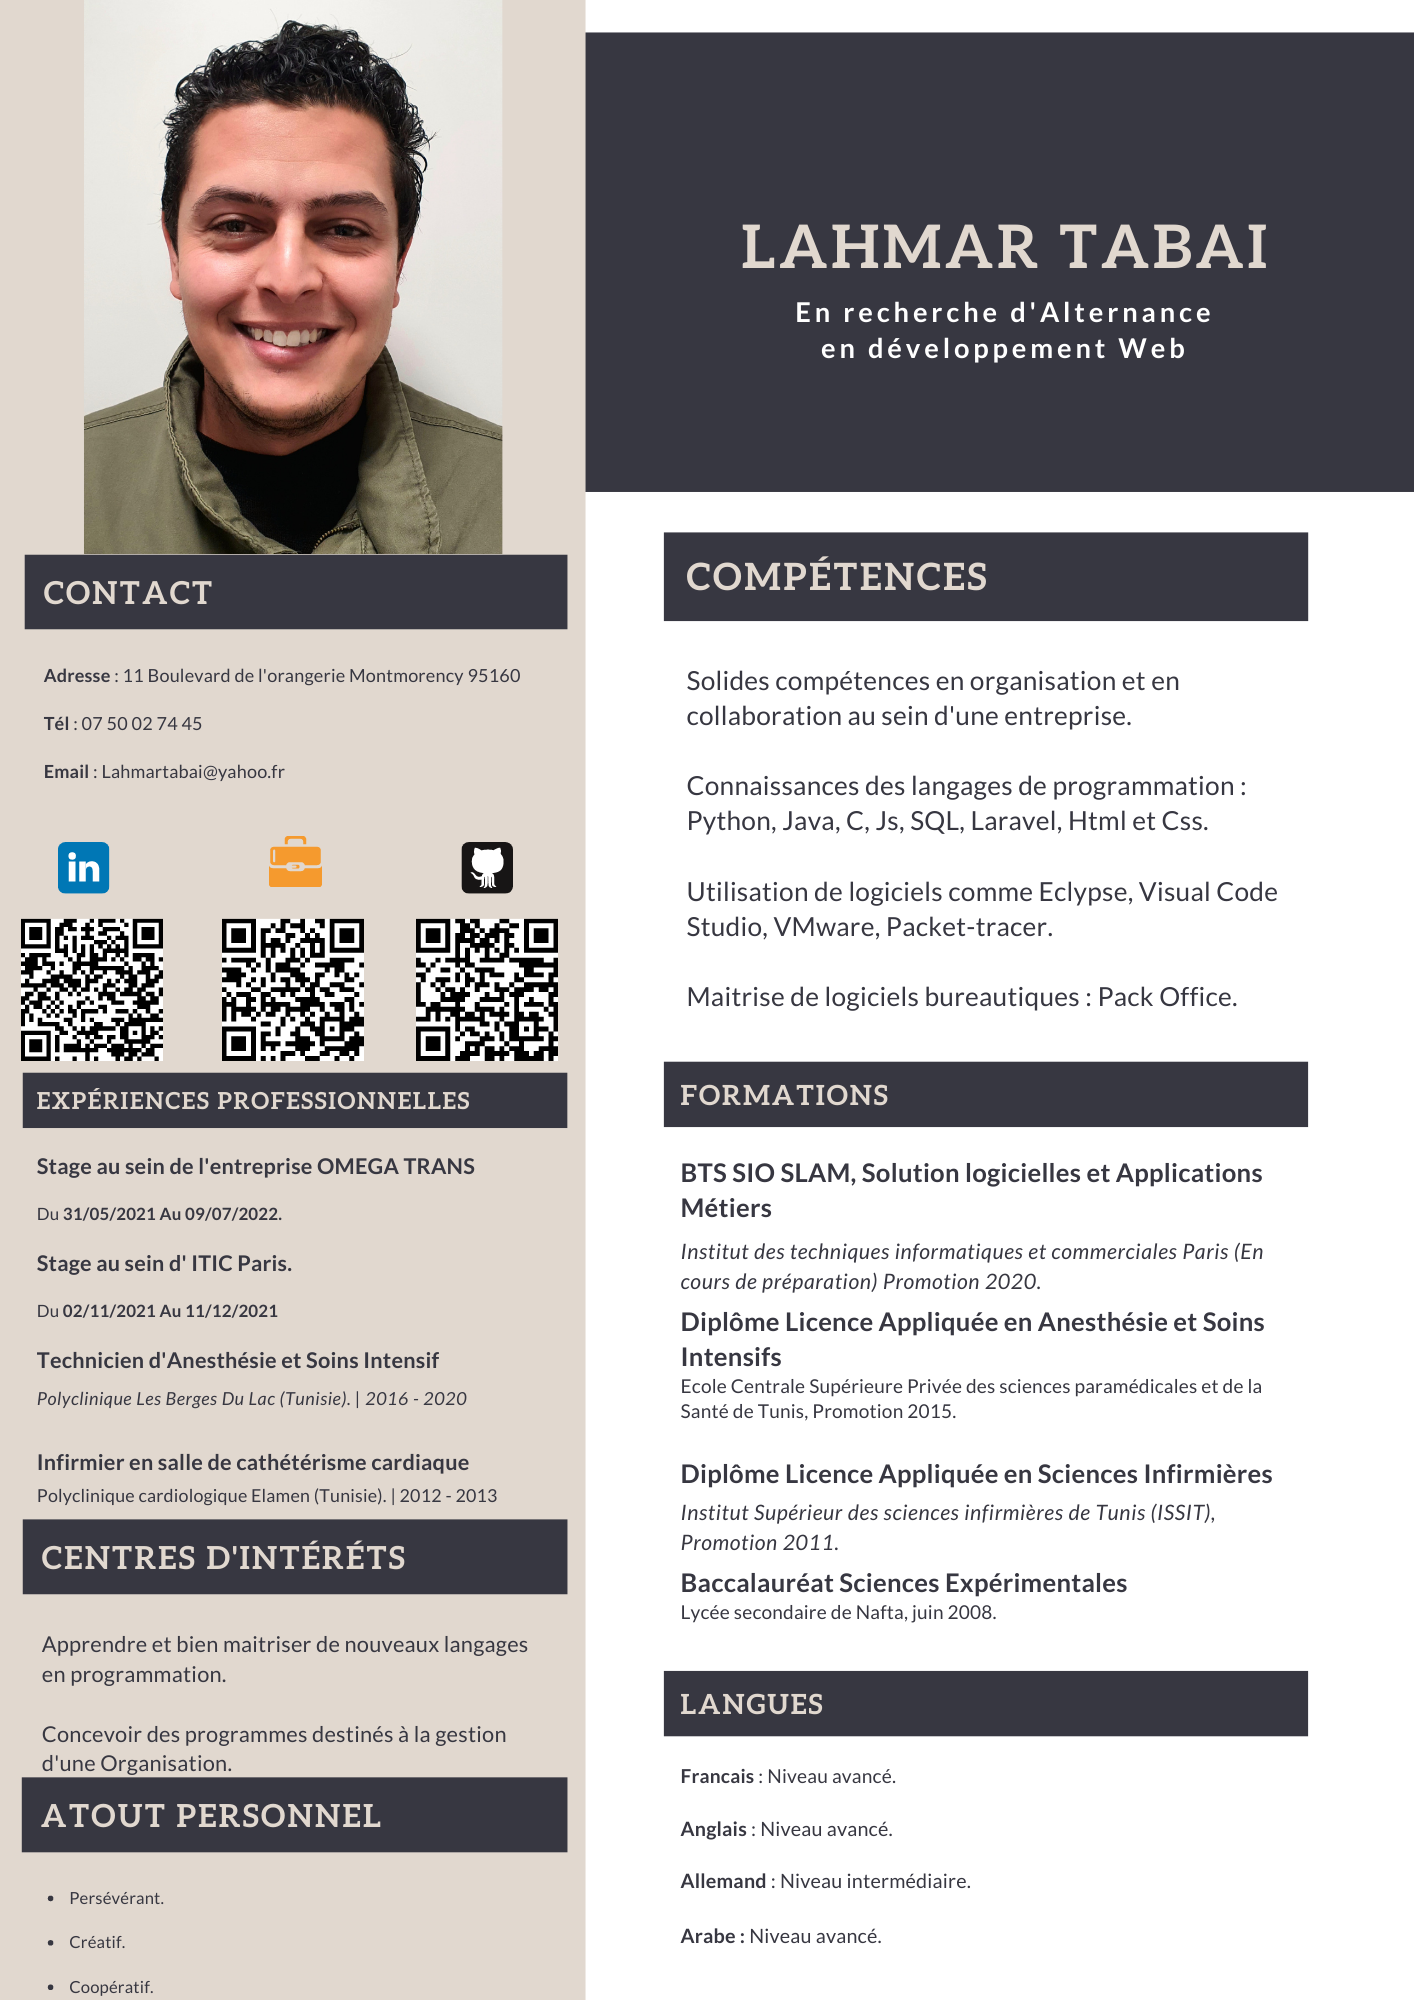 LAHMAR TABAI
En recherche d'Alternance
en développement Web
CONTACT
Adresse : 11 Boulevard de l'orangerie Montmorency 95160
Tél : 07 50 02 74 45
Email : Lahmartabai@yahoo.fr
in
EXPÉRIENCES PROFESSIONNELLES
Stage au sein de l'entreprise OMEGA TRANS
Du 31/05/2021 Au 09/07/2022.
Stage au sein d' ITIC Paris.
Du 02/11/2021 Au 11/12/2021
Technicien d'Anesthésie et Soins Intensif
Polyclinique Les Berges Du Lac (Tunisie). | 2016 - 2020
Infirmier en salle de cathétérisme cardiaque
Polyclinique cardiologique Elamen (Tunisie). | 2012 - 2013
CENTRES D'INTÉRÉTS
Apprendre et bien maitriser de nouveaux langages
en programmation.
Concevoir des programmes destinés à la gestion
d'une Organisation.
ATOUT PERSONNEL
• Persévérant.
• Créatif.
• Coopératif.
COMPÉTENCES
Solides compétences en organisation et en
collaboration au sein d'une entreprise.
Connaissances des langages de programmation :
Python, Java, C, Js, SQL, Laravel, Html et Css.
Utilisation de logiciels comme Eclypse, Visual Code
Studio, VMware, Packet-tracer.
Maitrise de logiciels bureautiques : Pack Office.
FORMATIONS
BTS SIO SLAM, Solution logicielles et Applications
Métiers
Institut des techniques informatiques et commerciales Paris (En
cours de préparation) Promotion 2020.
Diplôme Licence Appliquée en Anesthésie et Soins
Intensifs
Ecole Centrale Supérieure Privée des sciences paramédicales et de la
Santé de Tunis, Promotion 2015.
Diplôme Licence Appliquée en Sciences Infirmières
Institut Supérieur des sciences infirmières de Tunis (ISSIT),
Promotion 2011.
Baccalauréat Sciences Expérimentales
Lycée secondaire de Nafta, juin 2008.
LANGUES
Francais : Niveau avancé.
Anglais : Niveau avancé.
Allemand : Niveau intermédiaire.
Arabe : Niveau avancé.